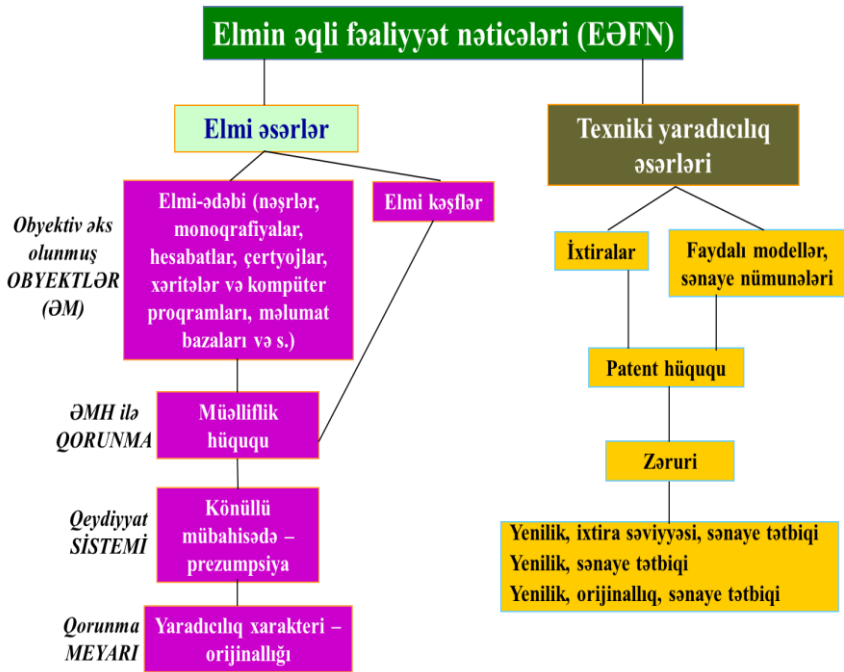 Elmin əqli fəaliyyət nəticələri (EƏFN)
Elmi əsərlər
Texniki yaradıcılıq
əsərləri
Obyektiv əks
olunmuş
OBYEKTLƏR
(ƏM)
Elmi-ədəbi (nəşrlər,
monoqrafiyalar,
hesabatlar, çertyojlar,
xəritələr və kompüter
proqramları, məlumat
bazaları və s.)
Elmi kəşflər
İxtiralar
Faydalı modellər,
sənaye nümunələri
ƏMH ilə
QORUNMA
Müəlliflik
hüququ
Patent hüququ
Qeydiyyat
SİSTEMİ
Könüllü
mübahisədə –
prezumpsiya
Zəruri
Qorunma
MEYARI
Yaradıcılıq xarakteri –
orijinallığı
Yenilik, ixtira səviyyəsi, sənaye tətbiqi
Yenilik, sənaye tətbiqi
Yenilik, orijinallıq, sənaye tətbiqi